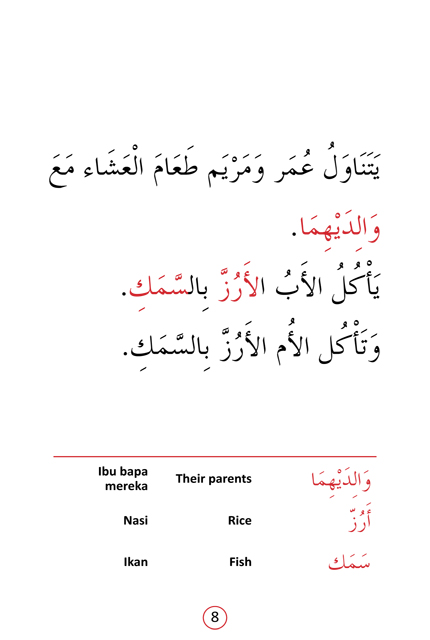 يَتَنَاوَلُ عُمَر وَمَرْيَم طَعَامَ الْعَشَاء مَعَ
وَالِدَيْهِمَا.
يَأْكُلُ الأَبُ الأَرُزَّ بِالسَّمَكِ.
وَتَأْكُل الأُم الأَرُزَّ بِالسَّمَكِ.
وَالِدَيْهِمَا Their parents Ibu bapa mereka
أَرُزّ Rice Nasi
سَمَك Fish Ikan
8